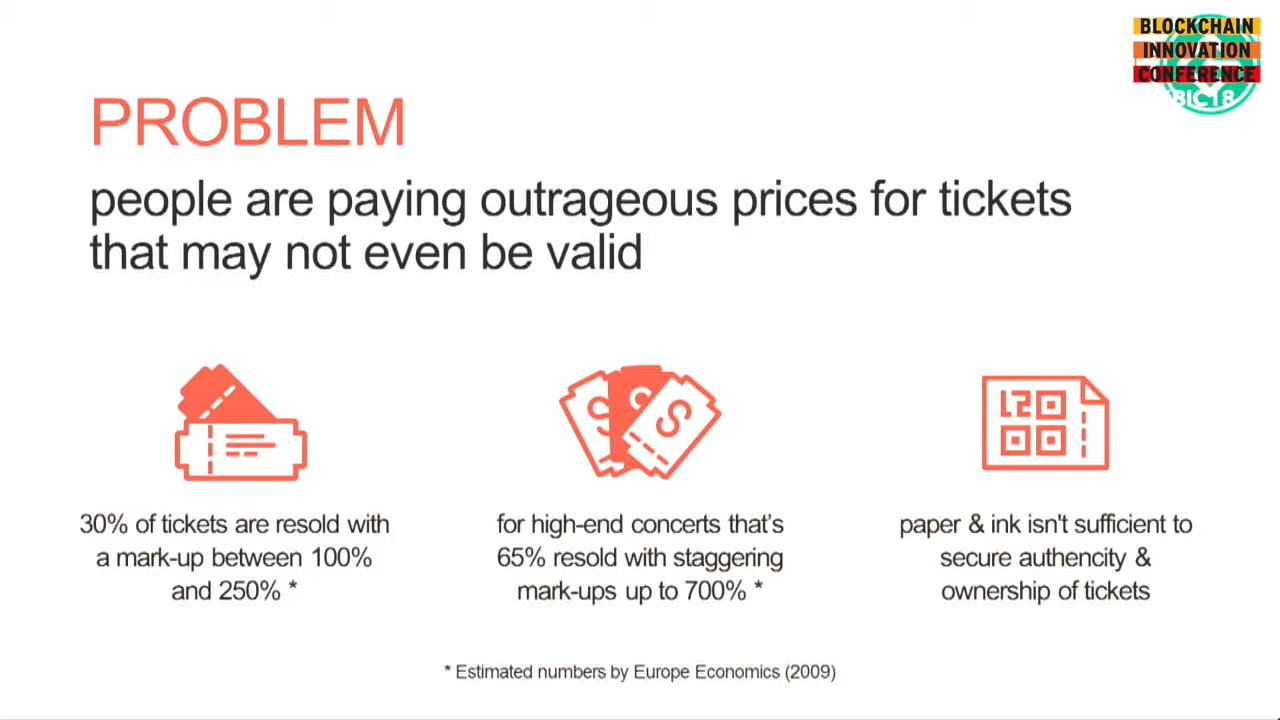 BLOCKCHAIN
INNOVATION
CONFERENCE
BIC18
PROBLEM
people are paying outrageous prices for tickets
that may not even be valid
30% of tickets are resold with
a mark-up between 100%
and 250% *
for high-end concerts that's
65% resold with staggering
mark-ups up to 700% *
paper & ink isn't sufficient to
secure authencity &
ownership of tickets
* Estimated numbers by Europe Economics (2009)